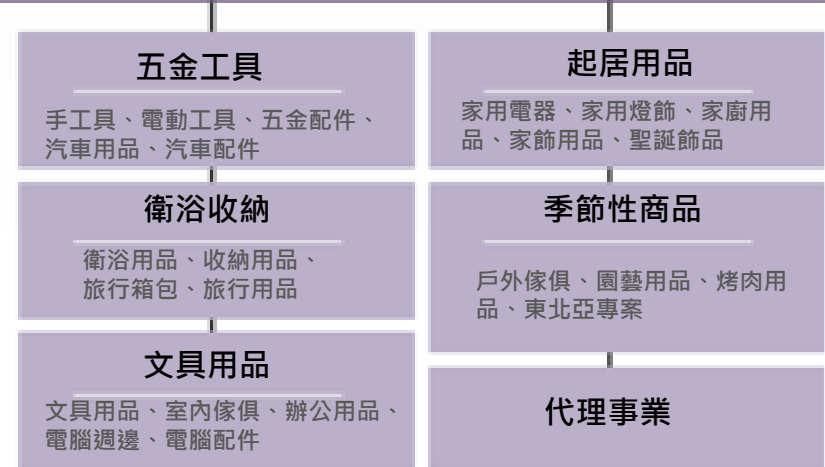 五金工具
手工具、電動工具、五金配件、
汽車用品、汽車配件
衛浴收納
衛浴用品、收納用品、
旅行箱包、旅行用品
文具用品
文具用品、室內傢俱、辦公用品、
電腦週邊、電腦配件
起居用品
家用電器、家用燈飾、家廚用
品、家飾用品、聖誕飾品
季節性商品
戶外傢俱、園藝用品、烤肉用
品、東北亞專案
代理事業